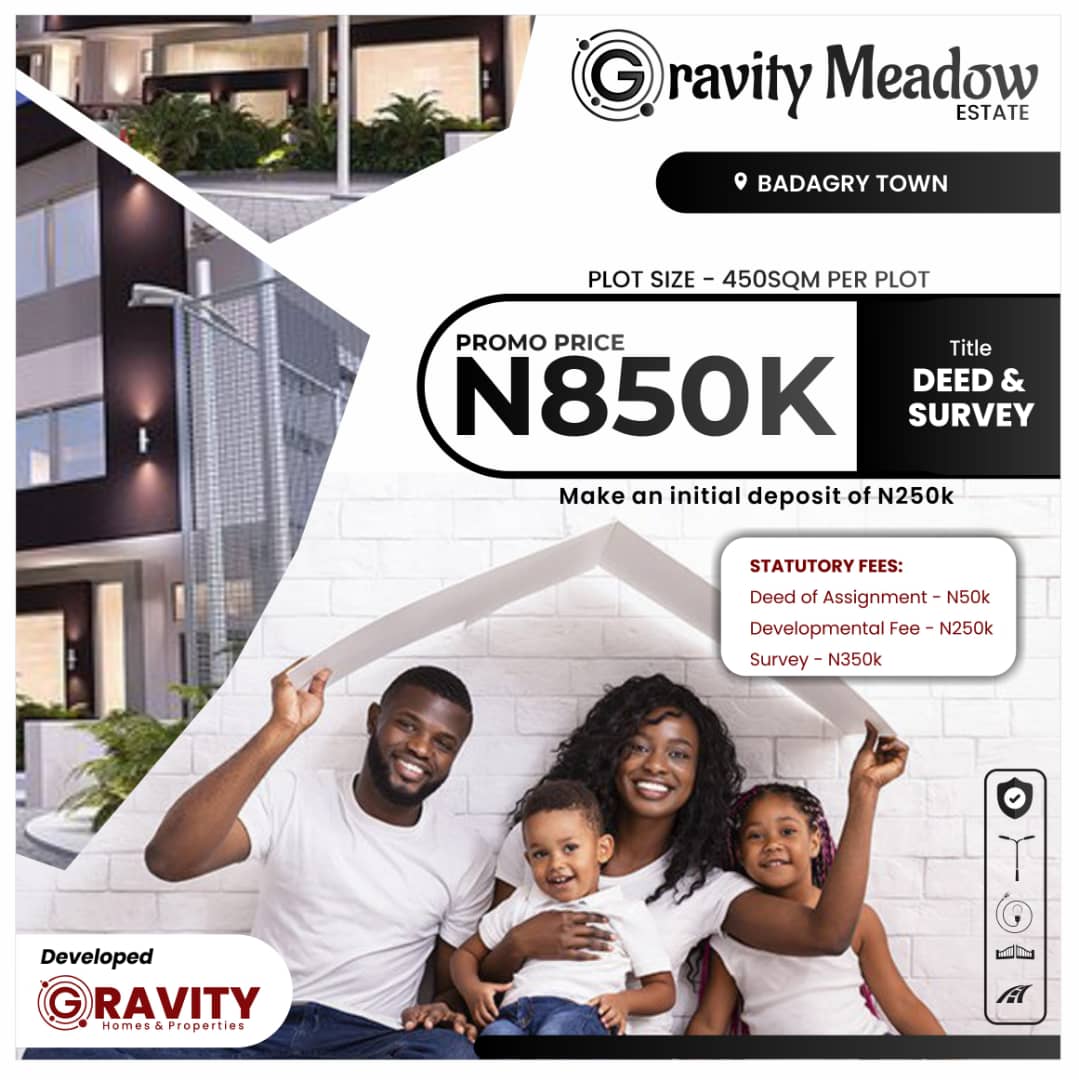 Gravity Meadow
ESTATE
BADAGRY TOWN
PLOT SIZE - 450SQM PER PLOT
PROMO PRICE
N850K
Title
DEED &
SURVEY
Make an initial deposit of N250k
STATUTORY FEES:
Deed of Assignment - N50k
Developmental Fee - N250k
Survey - N350k
Developed
GRAVITY
Homes & Properties